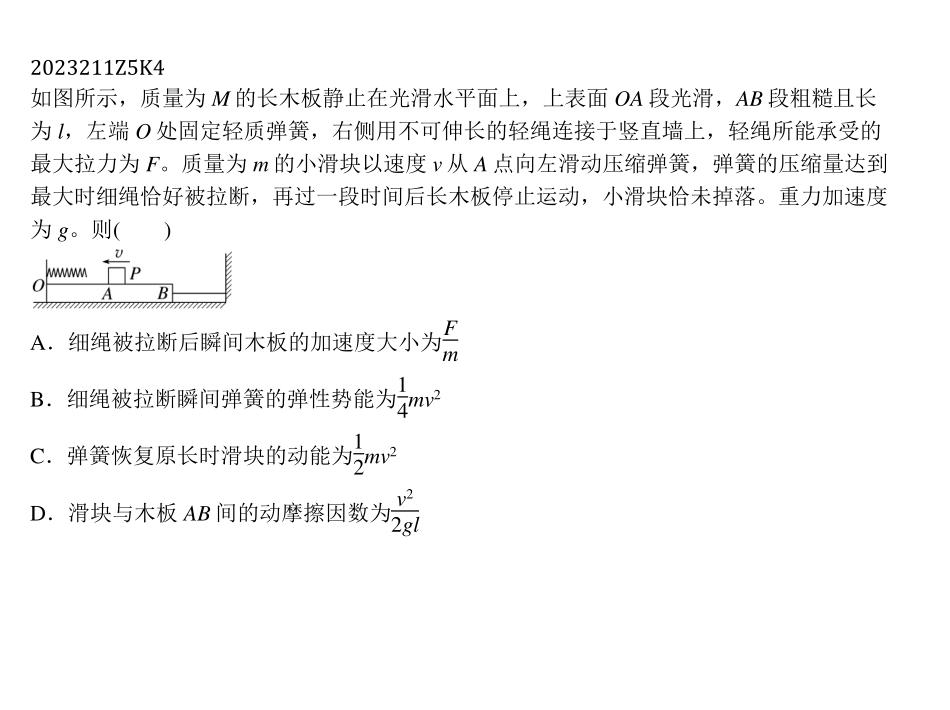 2023211Z5K4
如图所示，质量为 M 的长木板静止在光滑水平面上，上表面 OA 段光滑，AB 段粗糙且长
为 l，左端 O 处固定轻质弹簧，右侧用不可伸长的轻绳连接于竖直墙上，轻绳所能承受的
最大拉力为 F。质量为 m 的小滑块以速度 v 从 A 点向左滑动压缩弹簧，弹簧的压缩量达到
最大时细绳恰好被拉断，再过一段时间后长木板停止运动，小滑块恰未掉落。重力加速度
为 g。则(　　)
v
O P
A B
A．细绳被拉断后瞬间木板的加速度大小为F/m
B．细绳被拉断瞬间弹簧的弹性势能为1/4mv²
C．弹簧恢复原长时滑块的动能为1/2mv²
D．滑块与木板 AB 间的动摩擦因数为v²/2gl